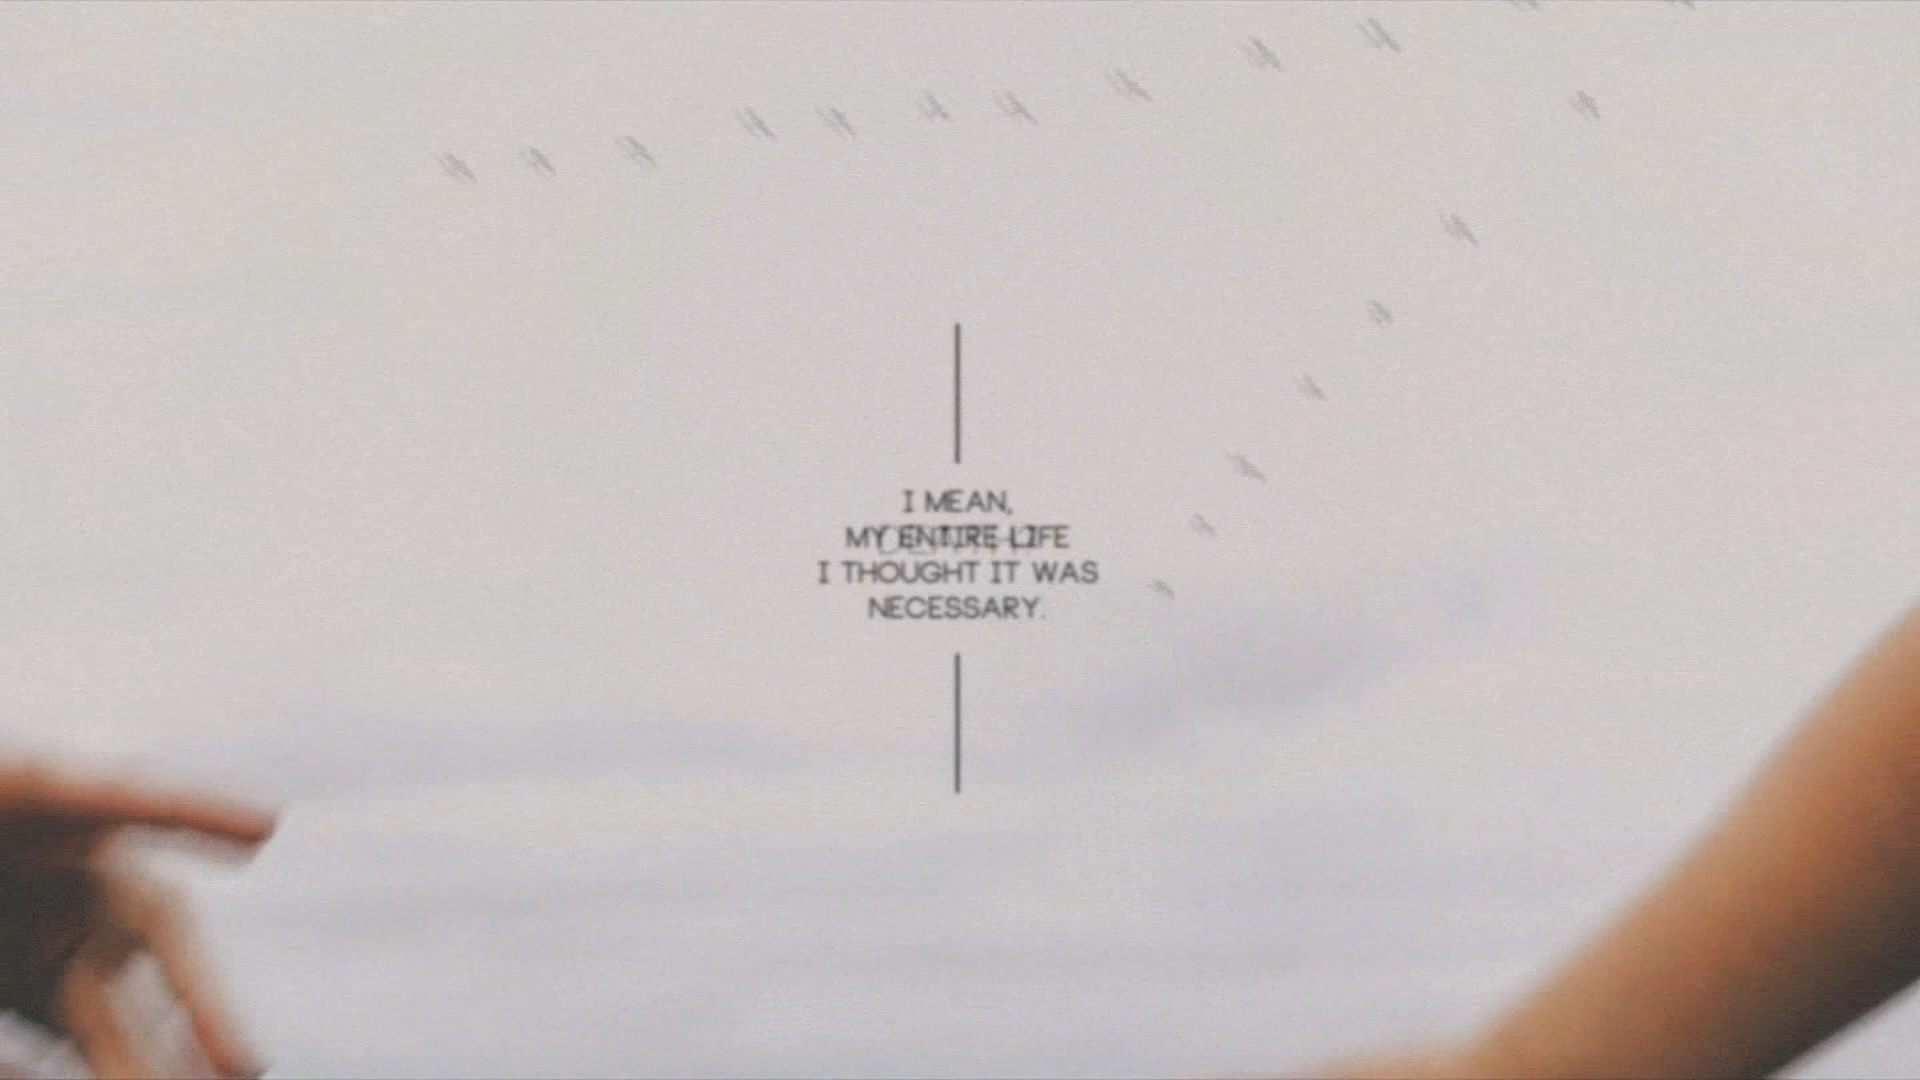 I MEAN,
MY ENTIRE LIFE
I THOUGHT IT WAS
NECESSARY.